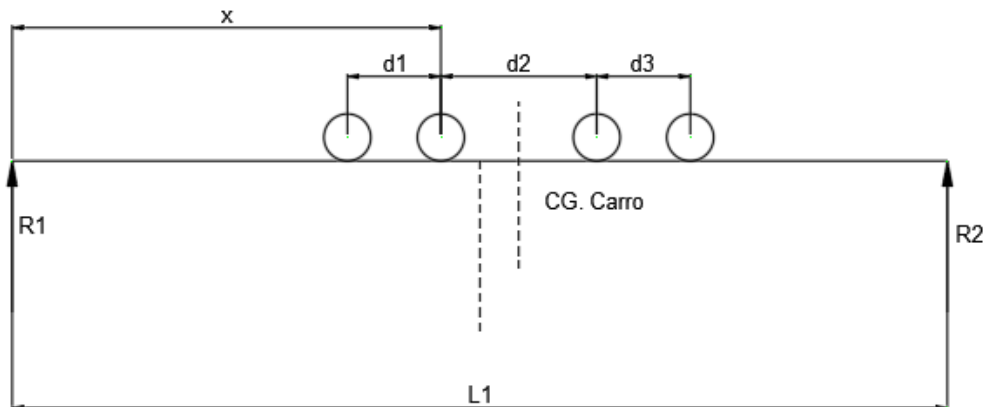 x
d1
d2
d3
CG. Carro
R1
R2
L1